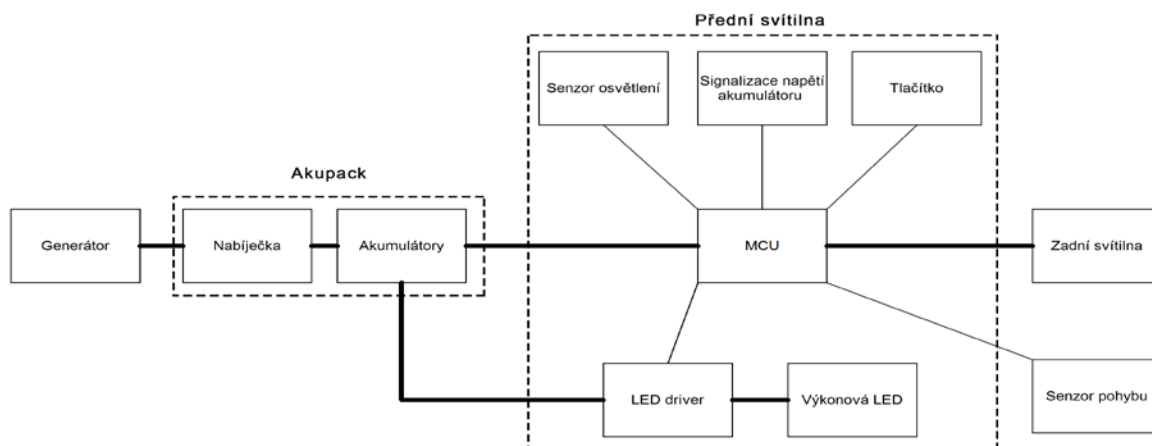 Přední svítilna
Senzor osvětlení
Signalizace napětí
akumulátoru
Tlačítko
Akupack
Generátor
Nabíječka
Akumulátory
MCU
Zadní svítilna
LED driver
Výkonová LED
Senzor pohybu